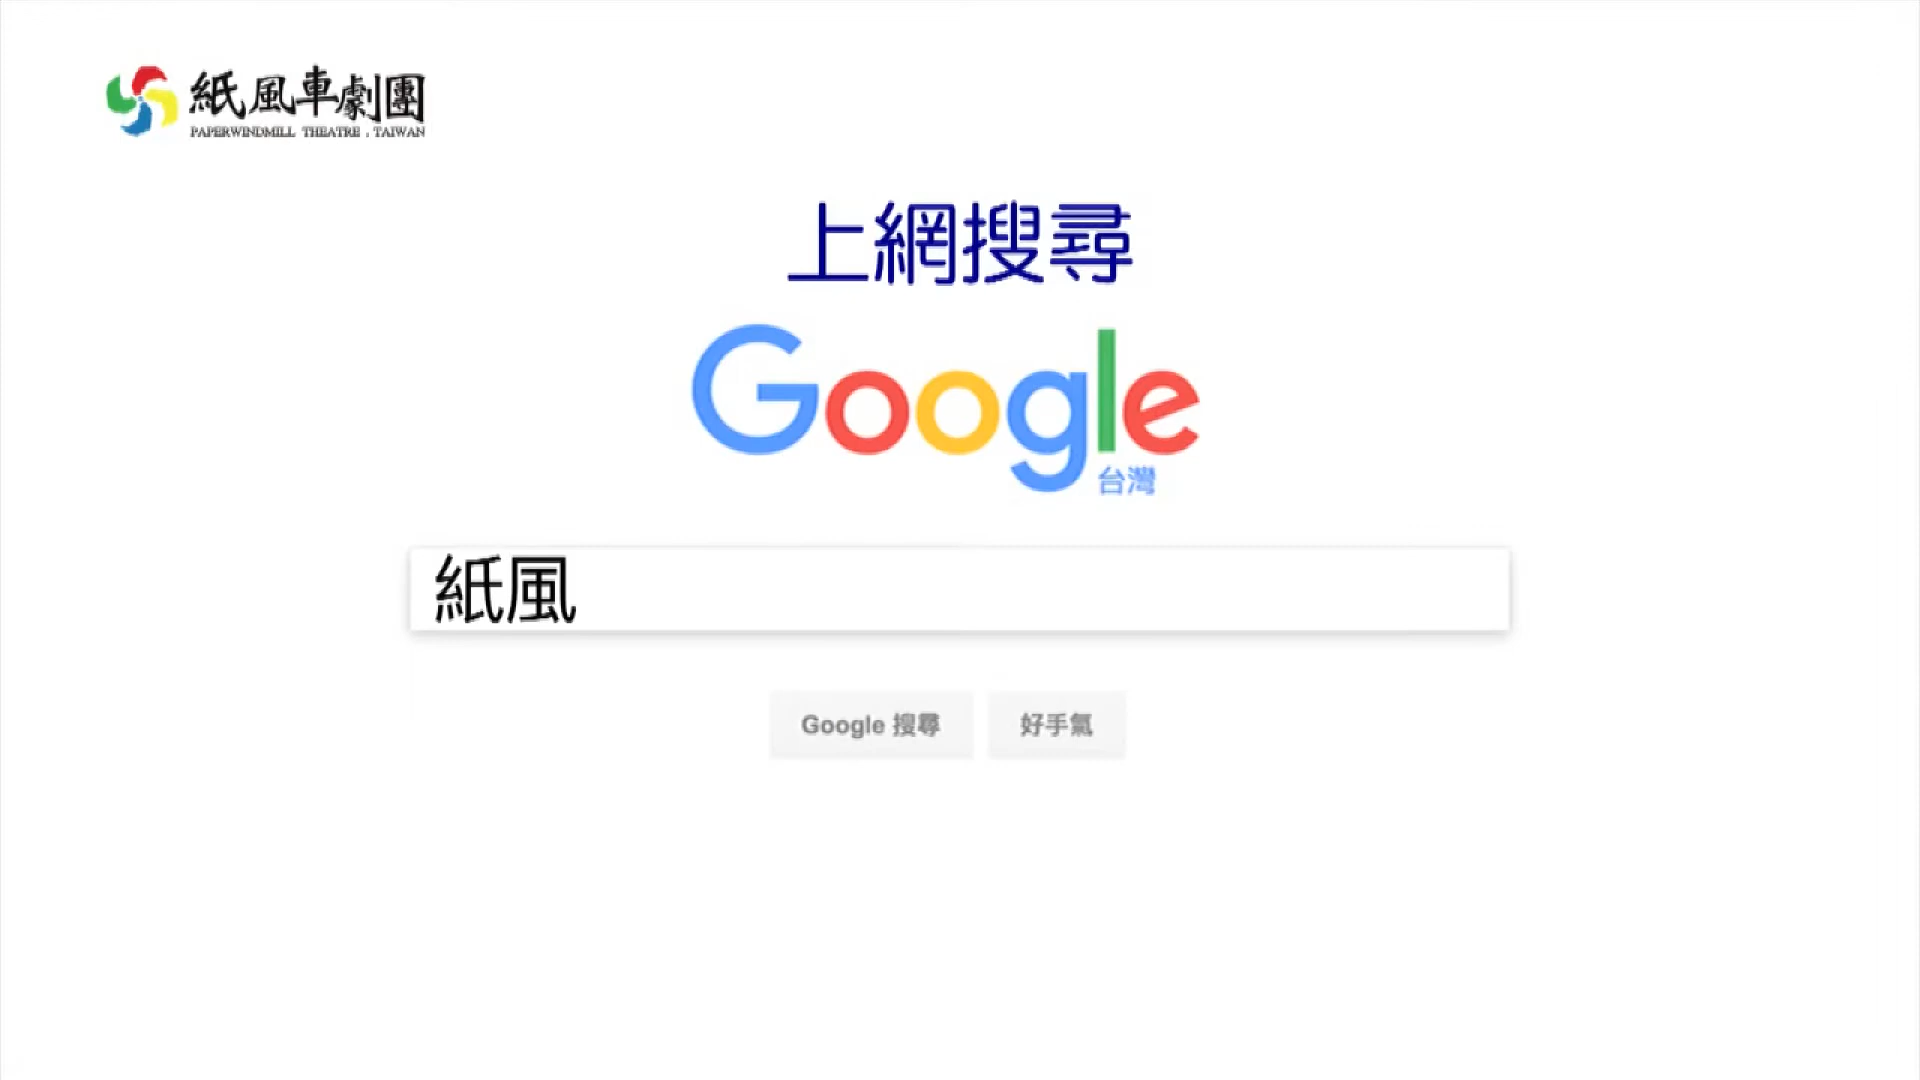 紙風車劇團
PAPERWINDMILL THEATRE . TAIWAN
上網搜尋
Google
台灣
紙風
Google 搜尋
好手氣